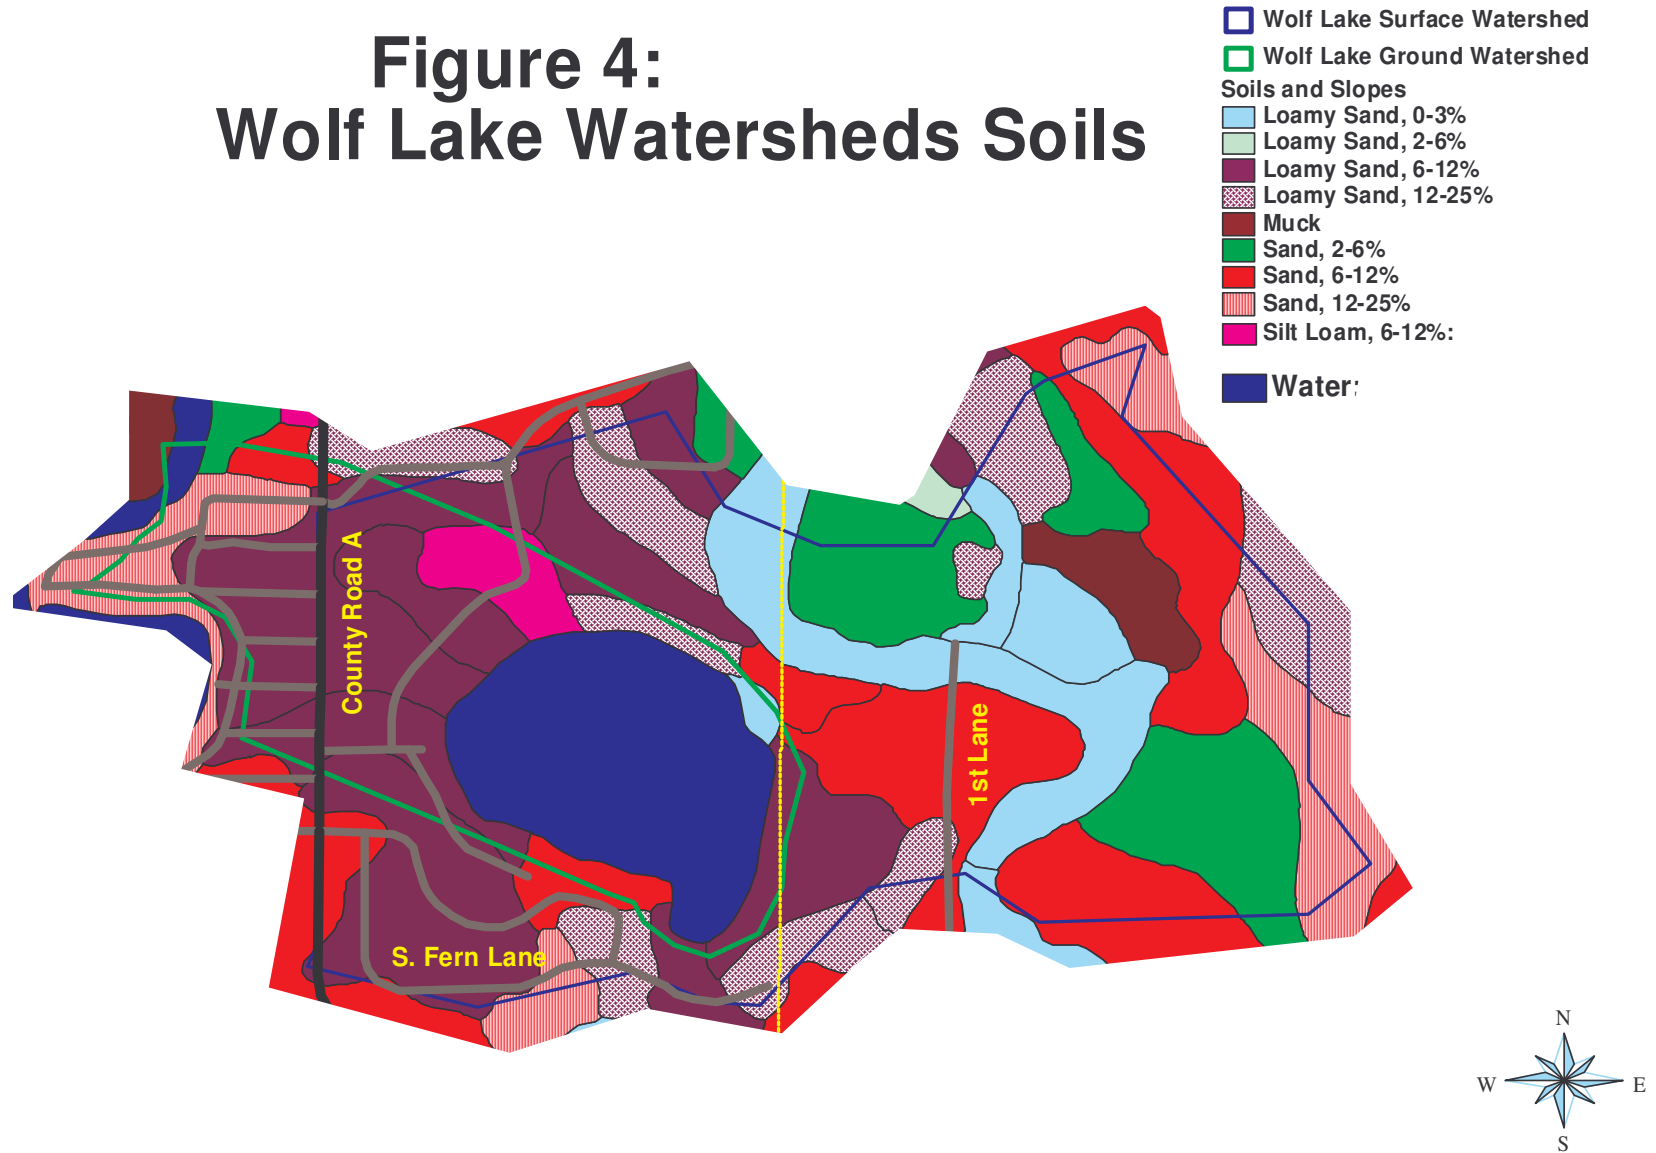 Figure 4:
Wolf Lake Watersheds Soils
Wolf Lake Surface Watershed
Wolf Lake Ground Watershed
Soils and Slopes
Loamy Sand, 0-3%
Loamy Sand, 2-6%
Loamy Sand, 6-12%
Loamy Sand, 12-25%
Muck
Sand, 2-6%
Sand, 6-12%
Sand, 12-25%
Silt Loam, 6-12%:
Water;
County Road A
1st Lane
S. Fern Lane
N
W
E
S